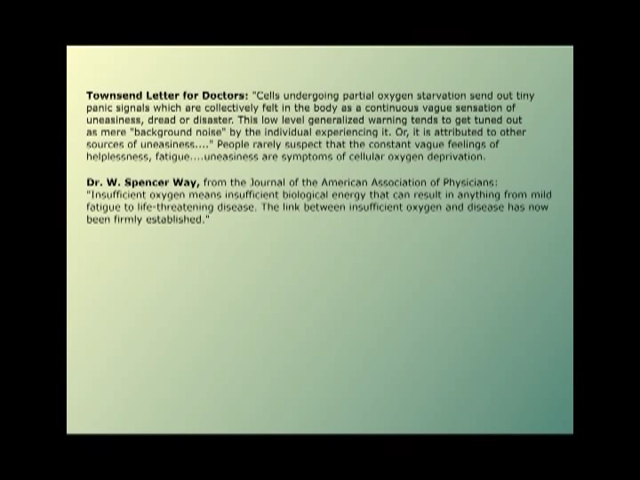 Townsend Letter for Doctors: "Cells undergoing partial oxygen starvation send out tiny
panic signals which are collectively felt in the body as a continuous vague sensation of
uneasiness, dread or disaster. This low level generalized warning tends to get tuned out
as mere "background noise" by the individual experiencing it. Or, it is attributed to other
sources of uneasiness...." People rarely suspect that the constant vague feelings of
helplessness, fatigue....uneasiness are symptoms of cellular oxygen deprivation.
Dr. W. Spencer Way, from the Journal of the American Association of Physicians:
"Insufficient oxygen means insufficient biological energy that can result in anything from mild
fatigue to life-threatening disease. The link between insufficient oxygen and disease has now
been firmly established."